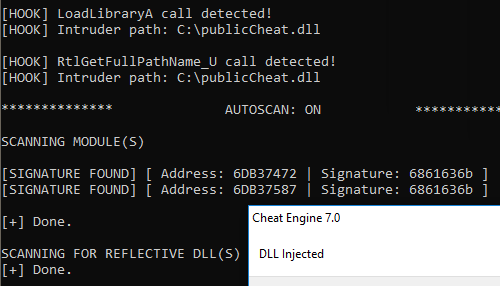 [HOOK] LoadLibraryA call detected!
[HOOK] Intruder path: C:\publicCheat.dll
[HOOK] RtlGetFullPathName_U call detected!
[HOOK] Intruder path: C:\publicCheat.dll
************** AUTOSCAN: ON ***********
SCANNING MODULE(S)
[SIGNATURE FOUND] [ Address: 6DB37472 | Signature: 6861636b ]
[SIGNATURE FOUND] [ Address: 6DB37587 | Signature: 6861636b ]
[+] Done.
SCANNING FOR REFLECTIVE DLL(S)
[+] Done.
Cheat Engine 7.0
DLL Injected